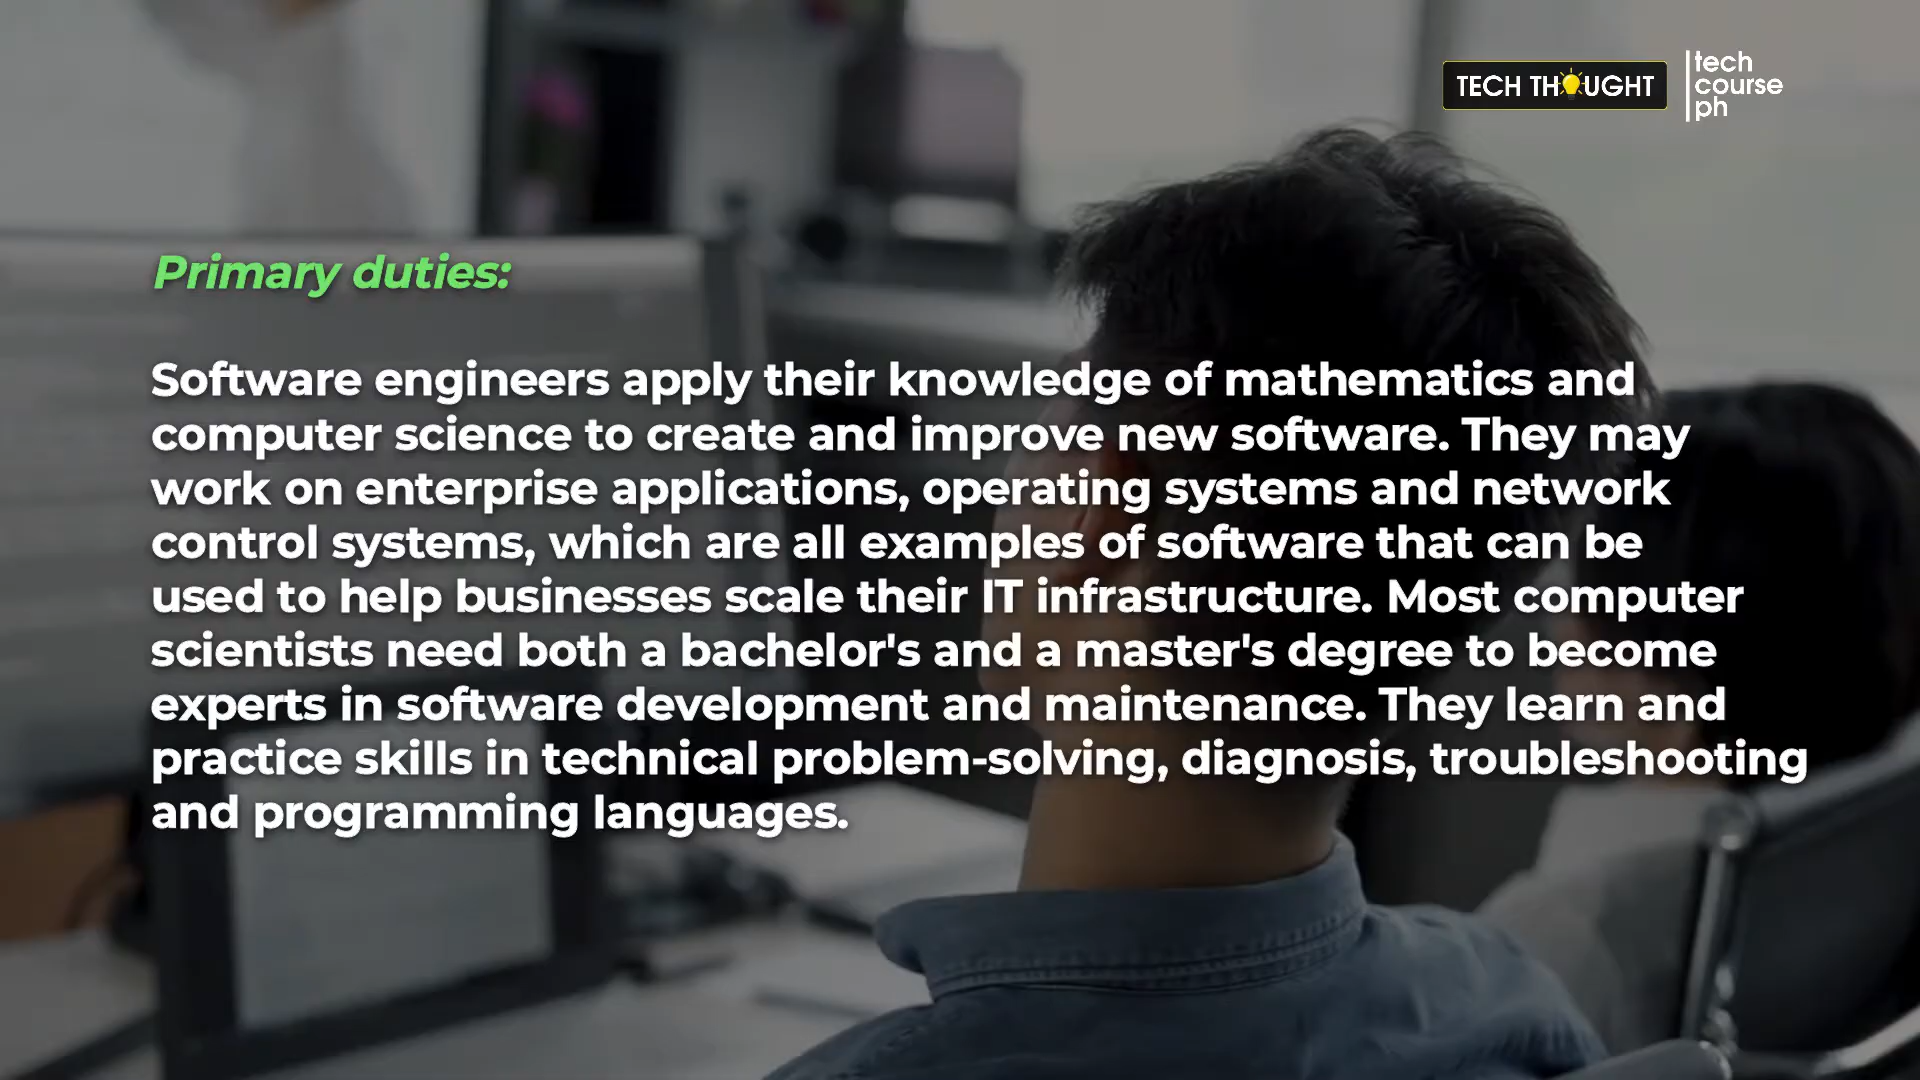 TECH THOUGHT
tech
course
ph
Primary duties:
Software engineers apply their knowledge of mathematics and
computer science to create and improve new software. They may
work on enterprise applications, operating systems and network
control systems, which are all examples of software that can be
used to help businesses scale their IT infrastructure. Most computer
scientists need both a bachelor's and a master's degree to become
experts in software development and maintenance. They learn and
practice skills in technical problem-solving, diagnosis, troubleshooting
and programming languages.